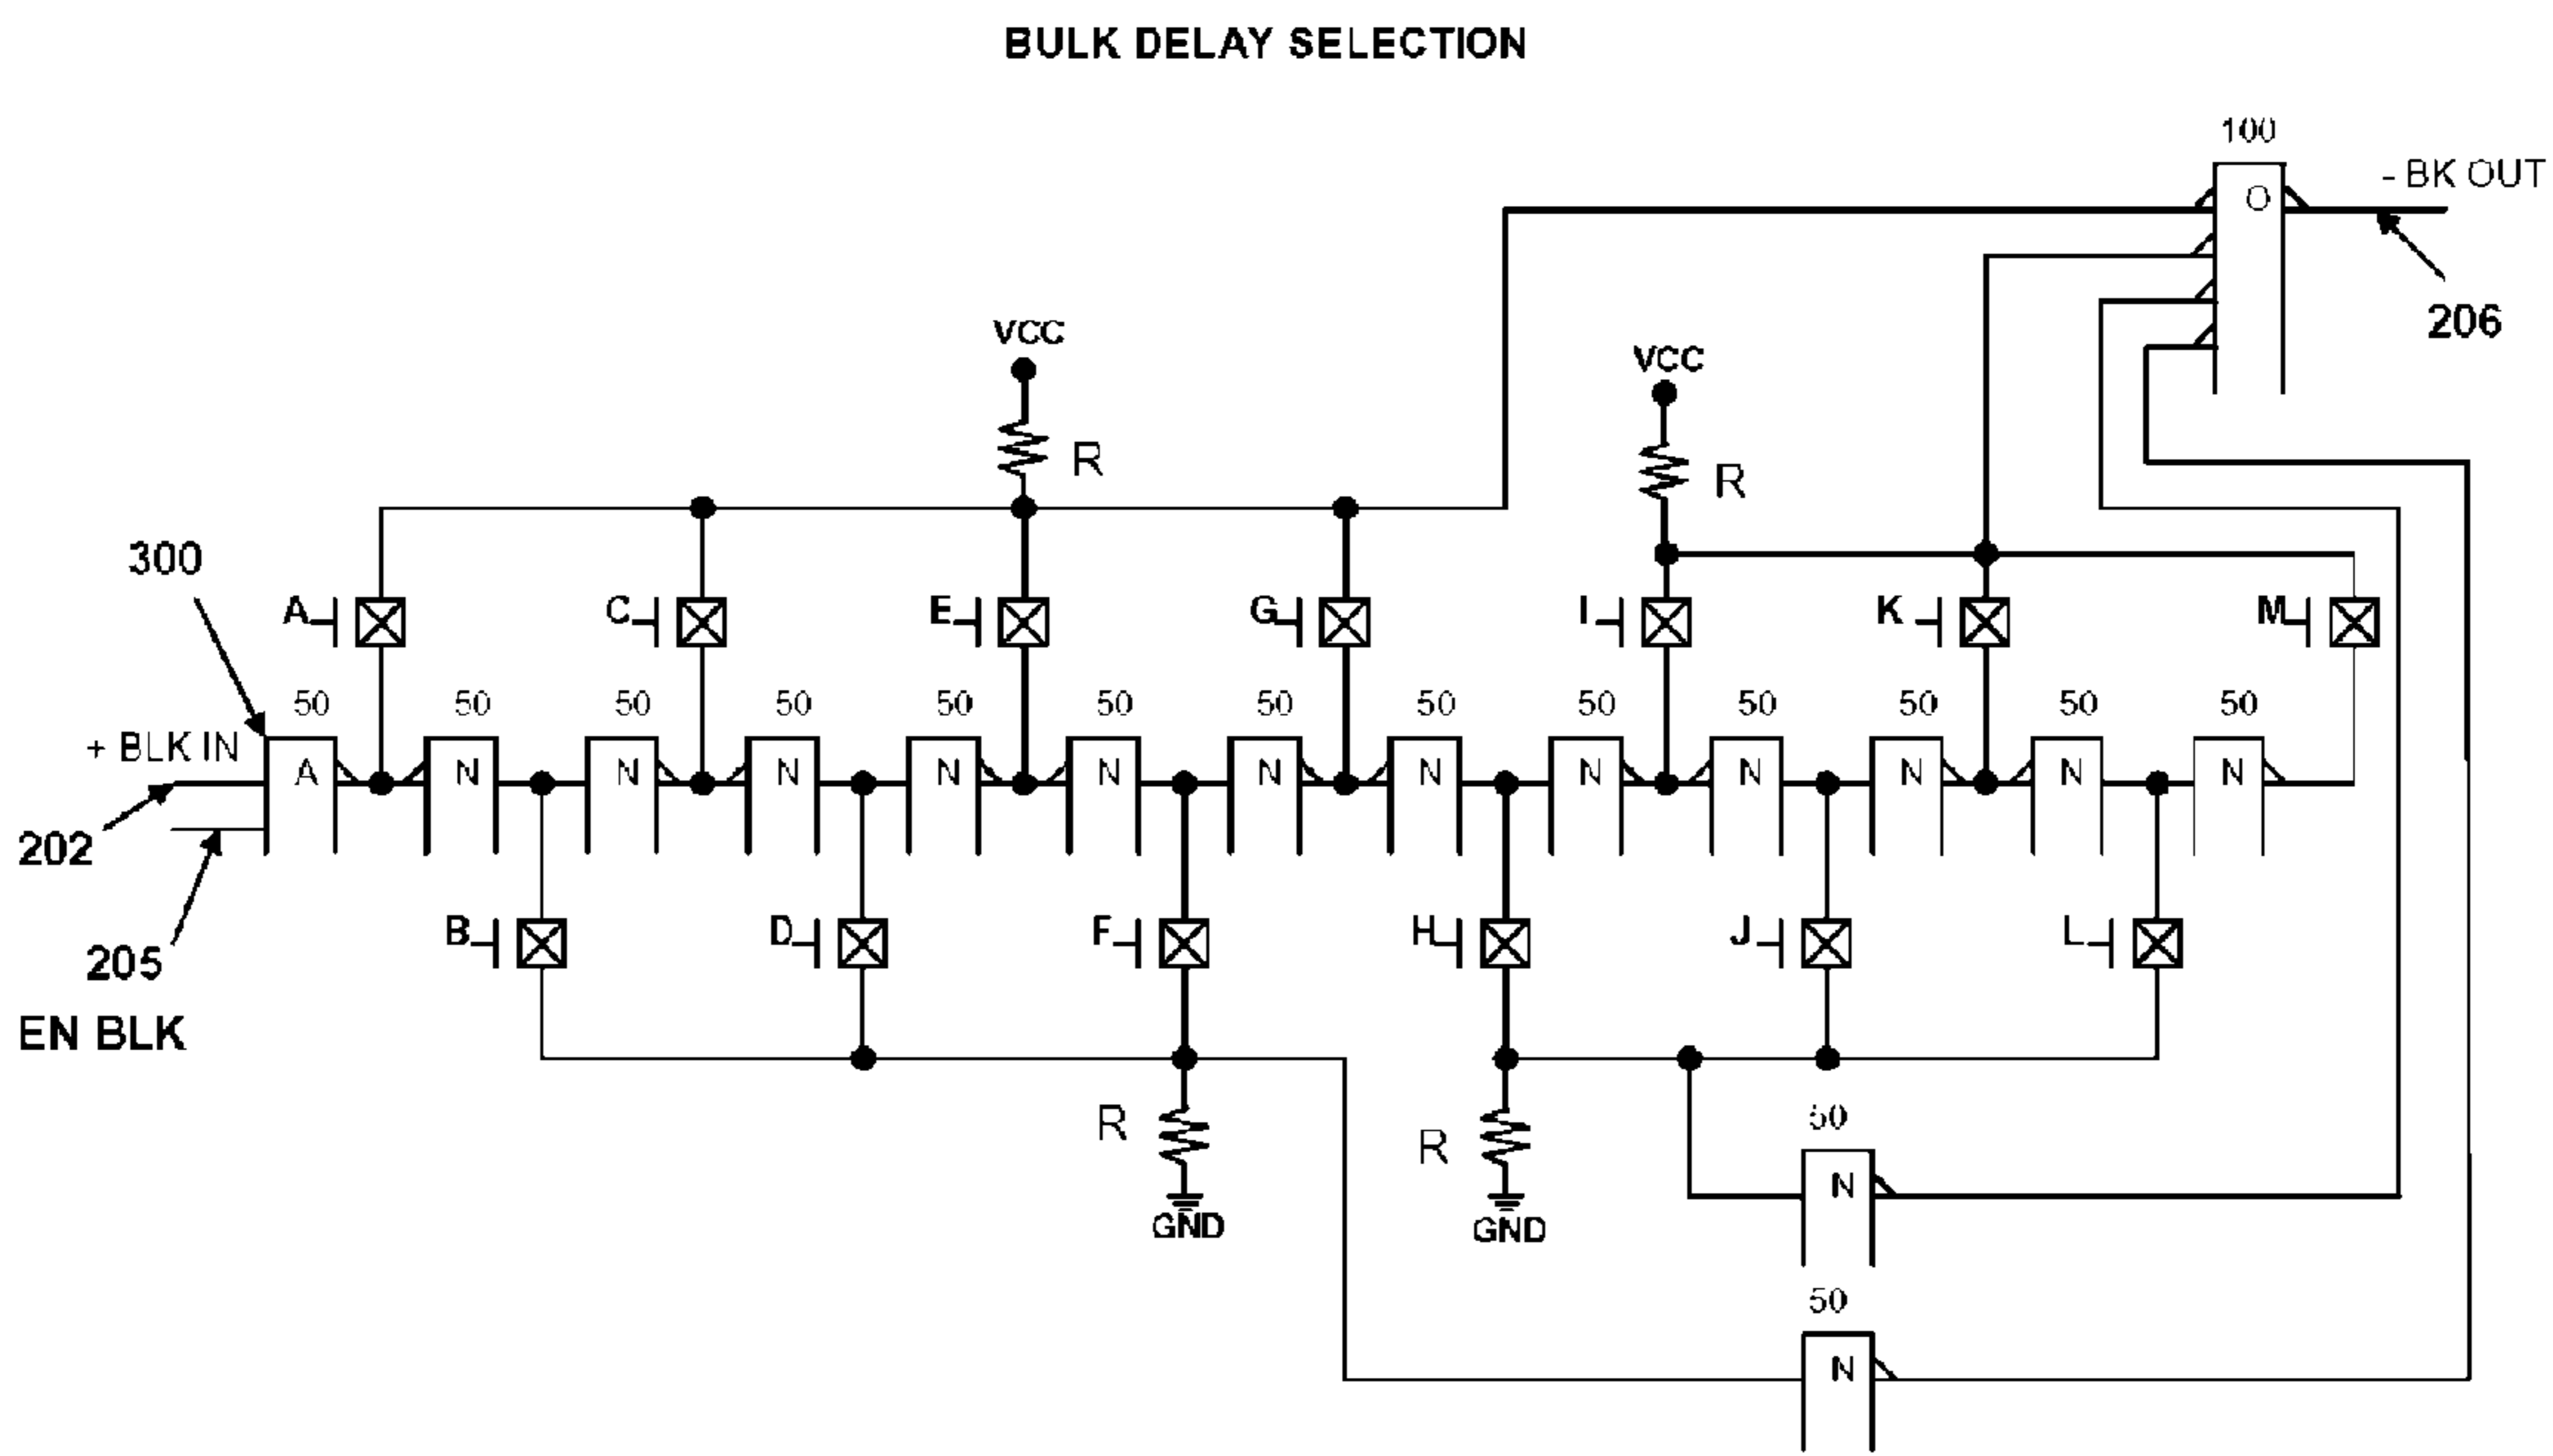 BULK DELAY SELECTION
100
O
- BK OUT
206
VCC
R
VCC
R
300
A
C
E
G
I
K
M
50 50 50 50 50 50 50 50 50 50 50 50 50
+ BLK IN
A N N N N N N N N N N N N
202
205
EN BLK
B
D
F
H
J
L
R
GND
R
GND
50
N
50
N